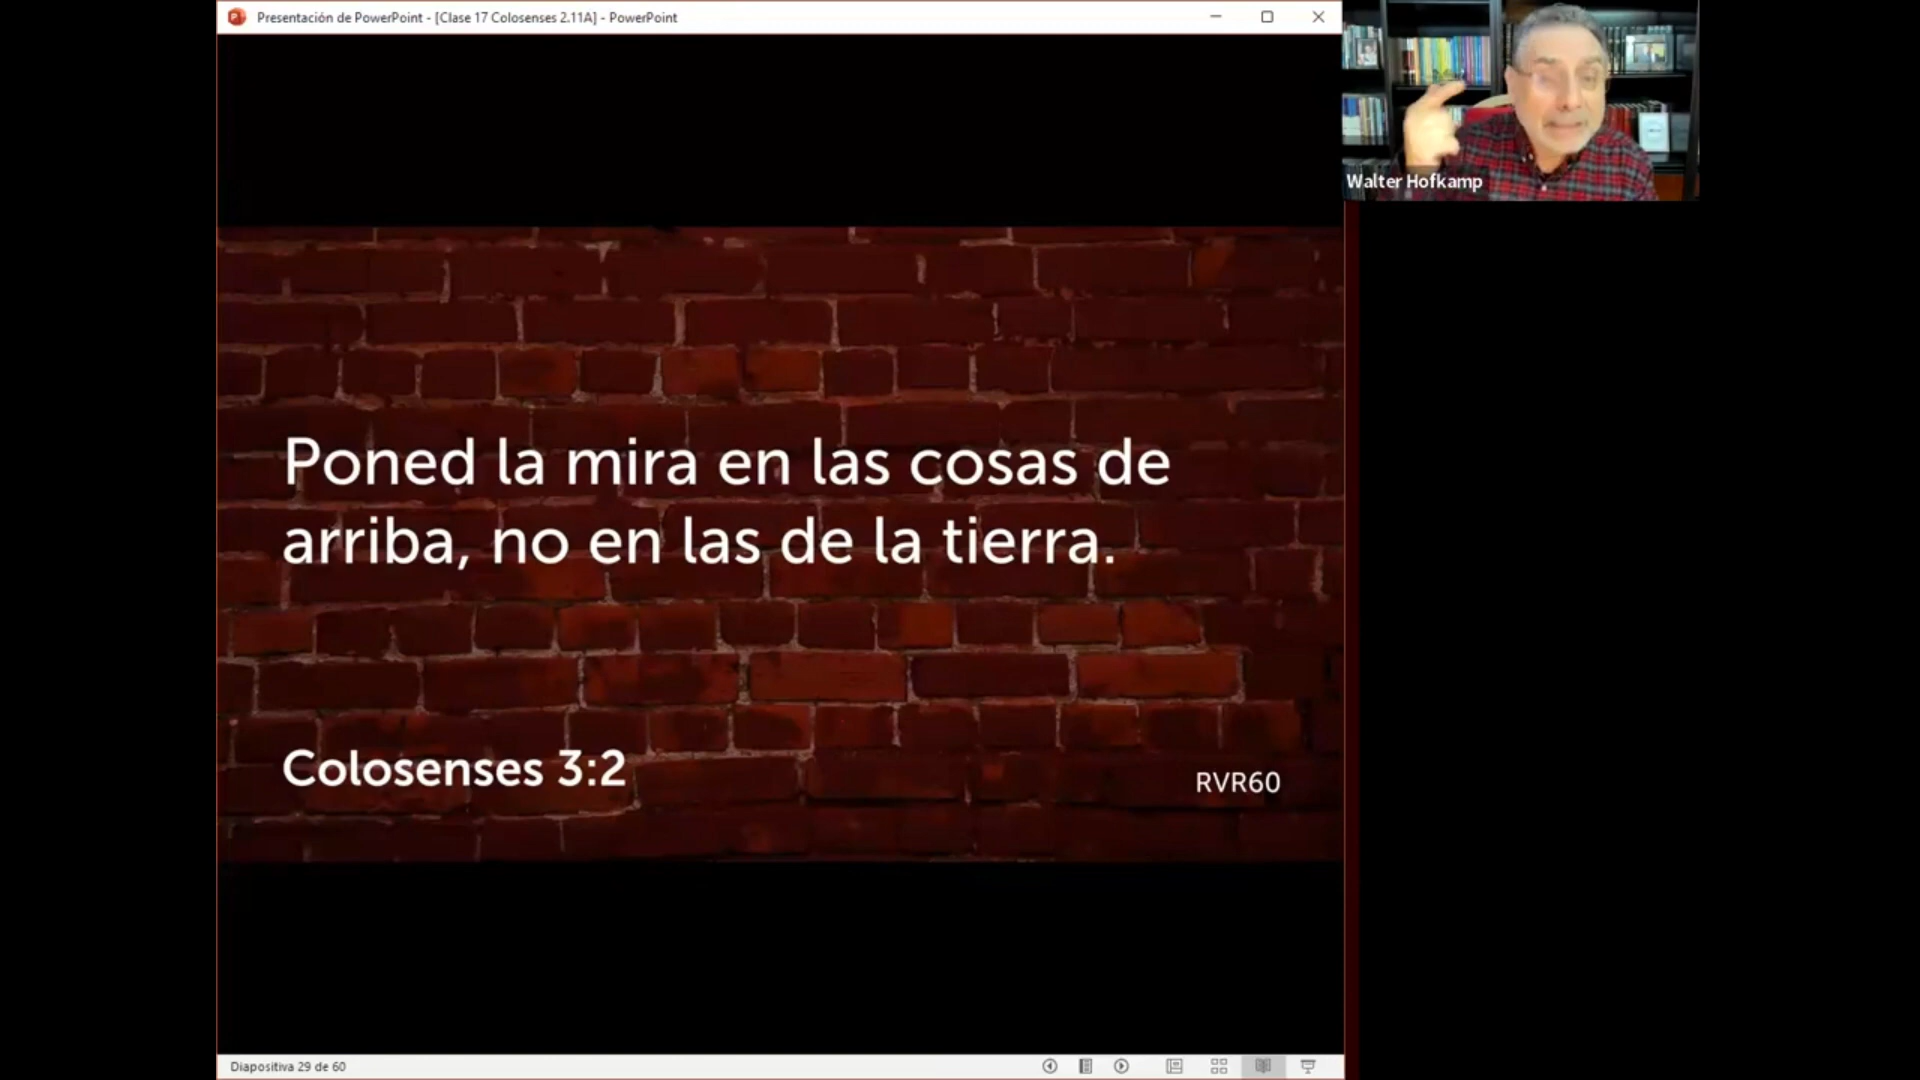 Presentación de PowerPoint - [Clase 17 Colosenses 2.11A] - PowerPoint
Walter Hofkamp
Poned la mira en las cosas de
arriba, no en las de la tierra.
Colosenses 3:2
RVR60
Diapositiva 29 de 60